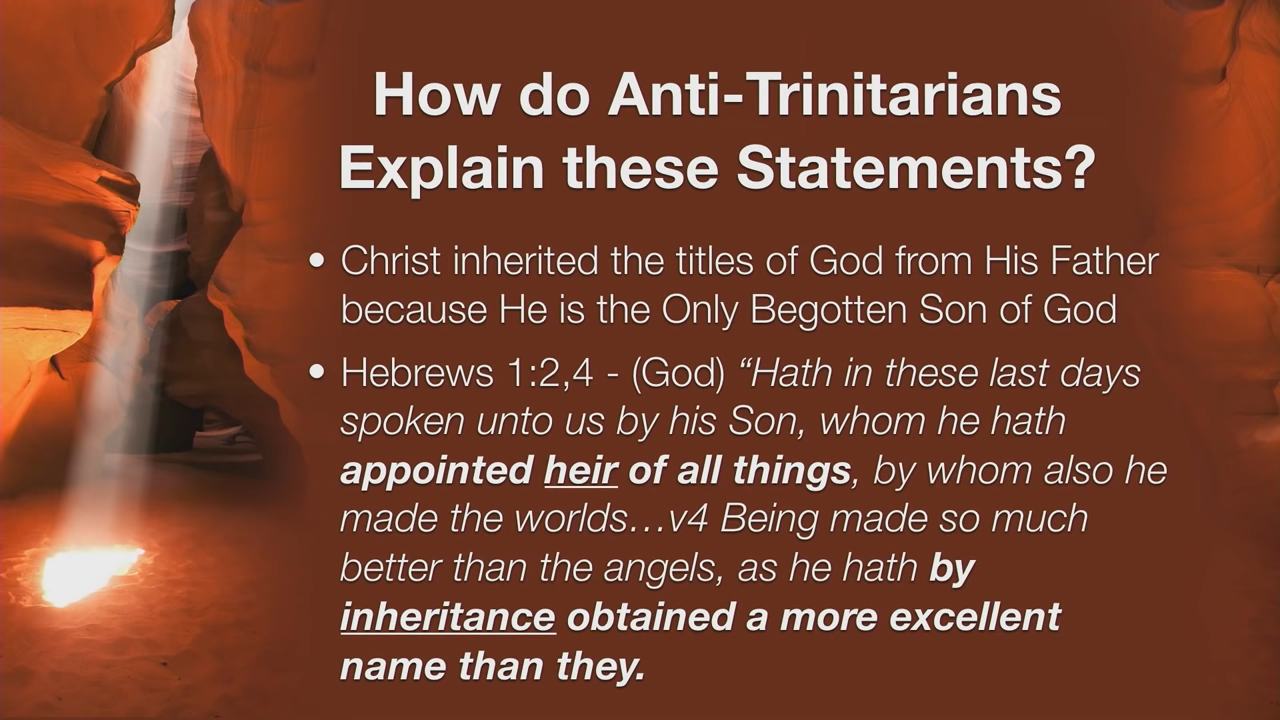 How do Anti-Trinitarians
Explain these Statements?
• Christ inherited the titles of God from His Father
because He is the Only Begotten Son of God
• Hebrews 1:2,4 - (God) “Hath in these last days
spoken unto us by his Son, whom he hath
appointed heir of all things, by whom also he
made the worlds…v4 Being made so much
better than the angels, as he hath by
inheritance obtained a more excellent
name than they.